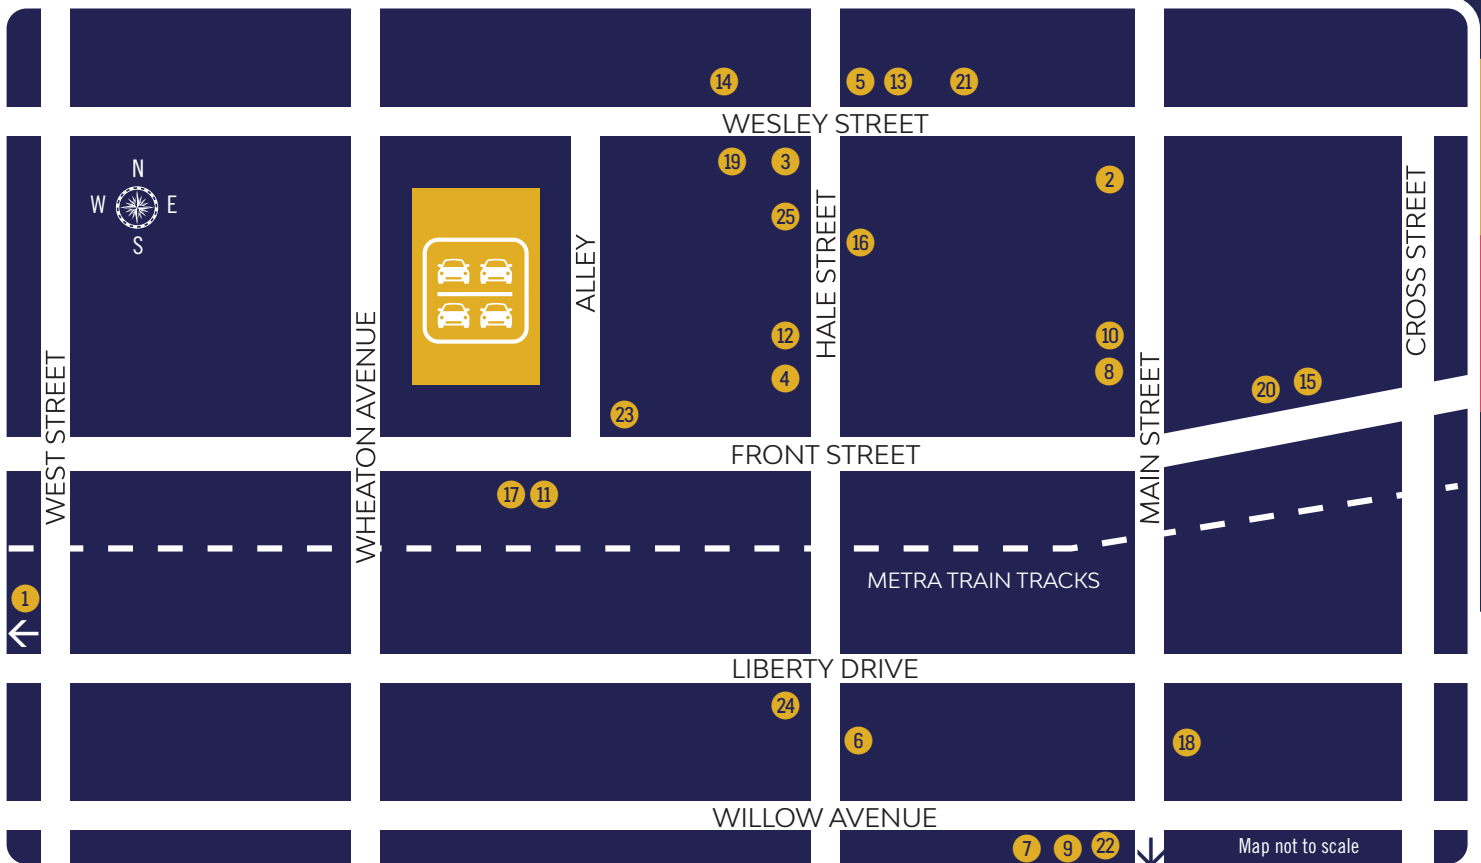 14
5
13
21
WESLEY STREET
N
W
E
S
19
3
25
2
16
ALLEY
HALE STREET
CROSS STREET
12
4
23
10
8
20
15
WEST STREET
WHEATON AVENUE
MAIN STREET
FRONT STREET
17
11
METRA TRAIN TRACKS
1
LIBERTY DRIVE
24
6
18
WILLOW AVENUE
7
9
22
Map not to scale